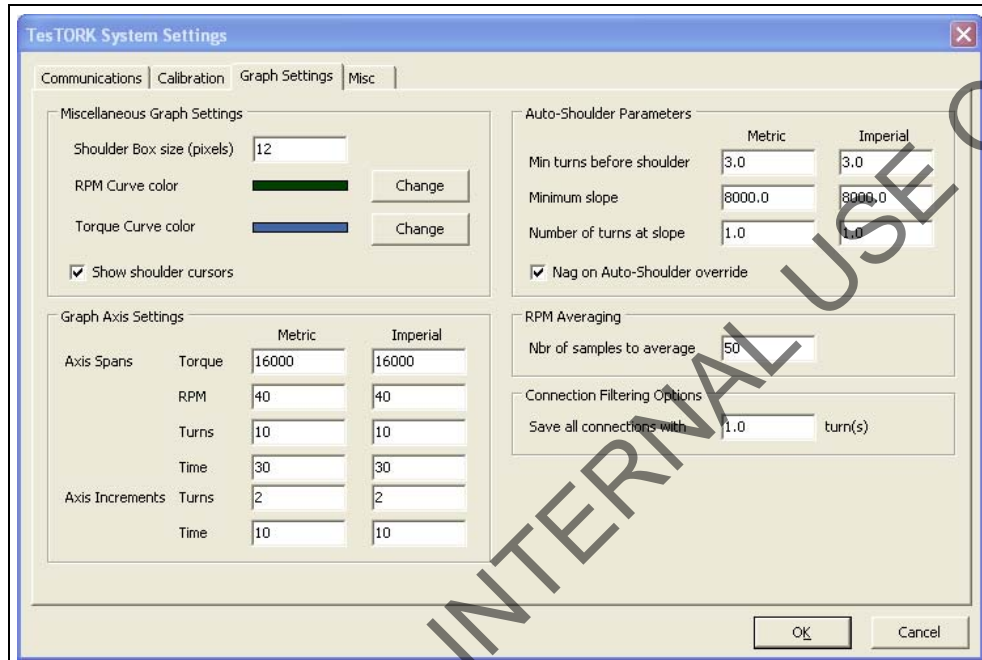 TesTORK System Settings
Communications
Calibration
Graph Settings
Misc
Miscellaneous Graph Settings
Shoulder Box size (pixels) 12
RPM Curve color Change
Torque Curve color Change
Show shoulder cursors
Graph Axis Settings
Metric Imperial
Axis Spans Torque 16000 16000
RPM 40 40
Turns 10 10
Time 30 30
Axis Increments Turns 2 2
Time 10 10
Auto-Shoulder Parameters
Metric Imperial
Min turns before shoulder 3.0 3.0
Minimum slope 8000.0 8000.0
Number of turns at slope 1.0 1.0
Nag on Auto-Shoulder override
RPM Averaging
Nbr of samples to average 50
Connection Filtering Options
Save all connections with 1.0 turn(s)
OK Cancel
INTERNAL USE O